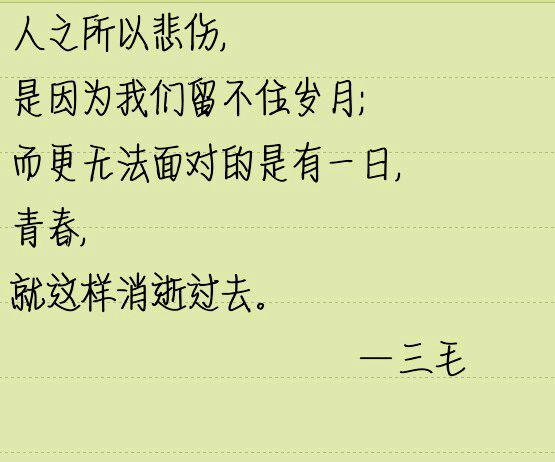 人之所以悲伤,
是因为我们留不住岁月;
而更无法面对的是有一日,
青春,
就这样消逝过去。
—三毛